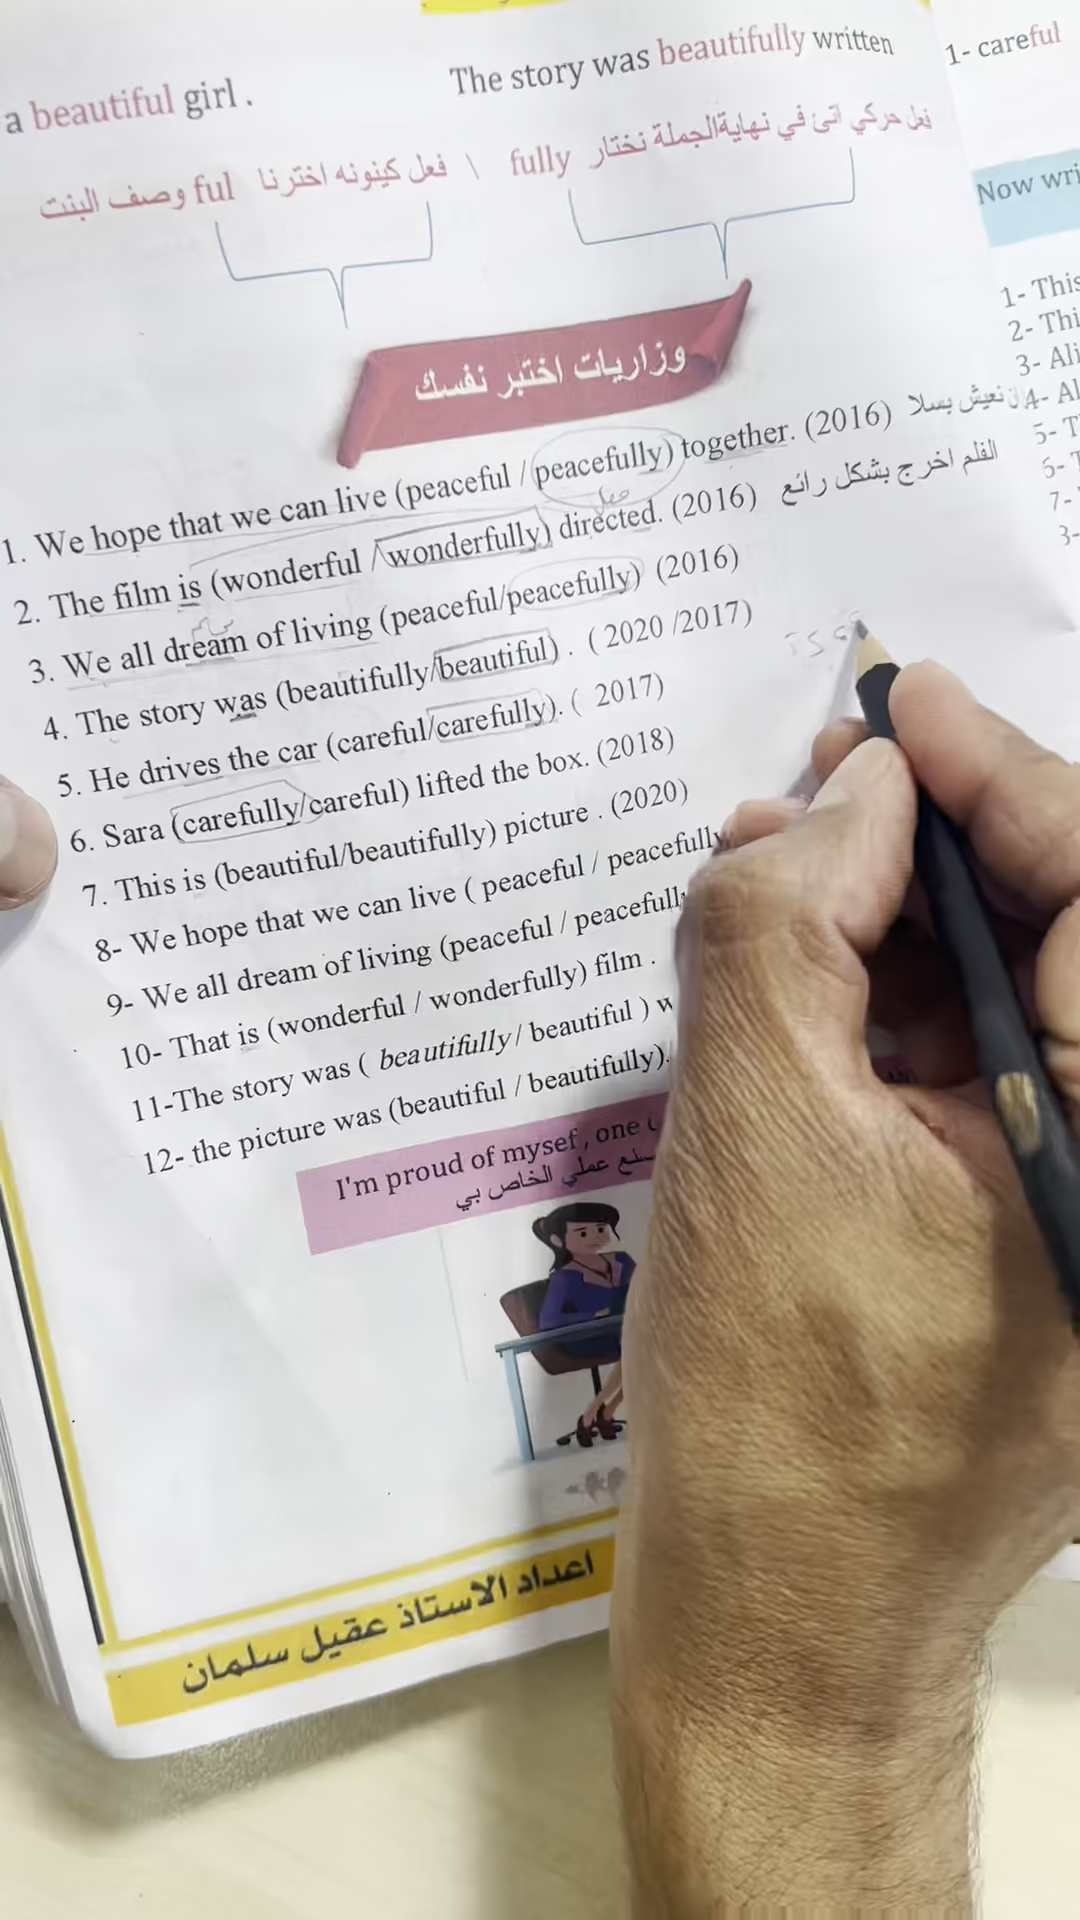 a beautiful girl .
The story was beautifully written
فعل حركي اتئ في نهايةالجملة نختار fully \ فعل كينونه اخترنا ful وصف البنت
وزاريات اختبر نفسك
1. We hope that we can live (peaceful / peacefully) together. (2016) نعيش بسلا
2. The film is (wonderful / wonderfully) directed. (2016) الفلم اخرج بشكل رائع
3. We all dream of living (peaceful/peacefully) (2016)
4. The story was (beautifully/beautiful) . ( 2020 /2017)
5. He drives the car (careful/carefully). ( 2017)
6. Sara (carefully/careful) lifted the box. (2018)
7. This is (beautiful/beautifully) picture . (2020)
8- We hope that we can live ( peaceful / peacefully
9- We all dream of living (peaceful / peacefull
10- That is (wonderful / wonderfully) film .
11-The story was ( beautifully/ beautiful ) w
12- the picture was (beautiful / beautifully).
I'm proud of mysef, one
عملي الخاص بي
اعداد الاستاذ عقيل سلمان
1- careful
Now wri
1- This
2- Thi
3- Ali
4- Al
5- T
6-
7-
3-